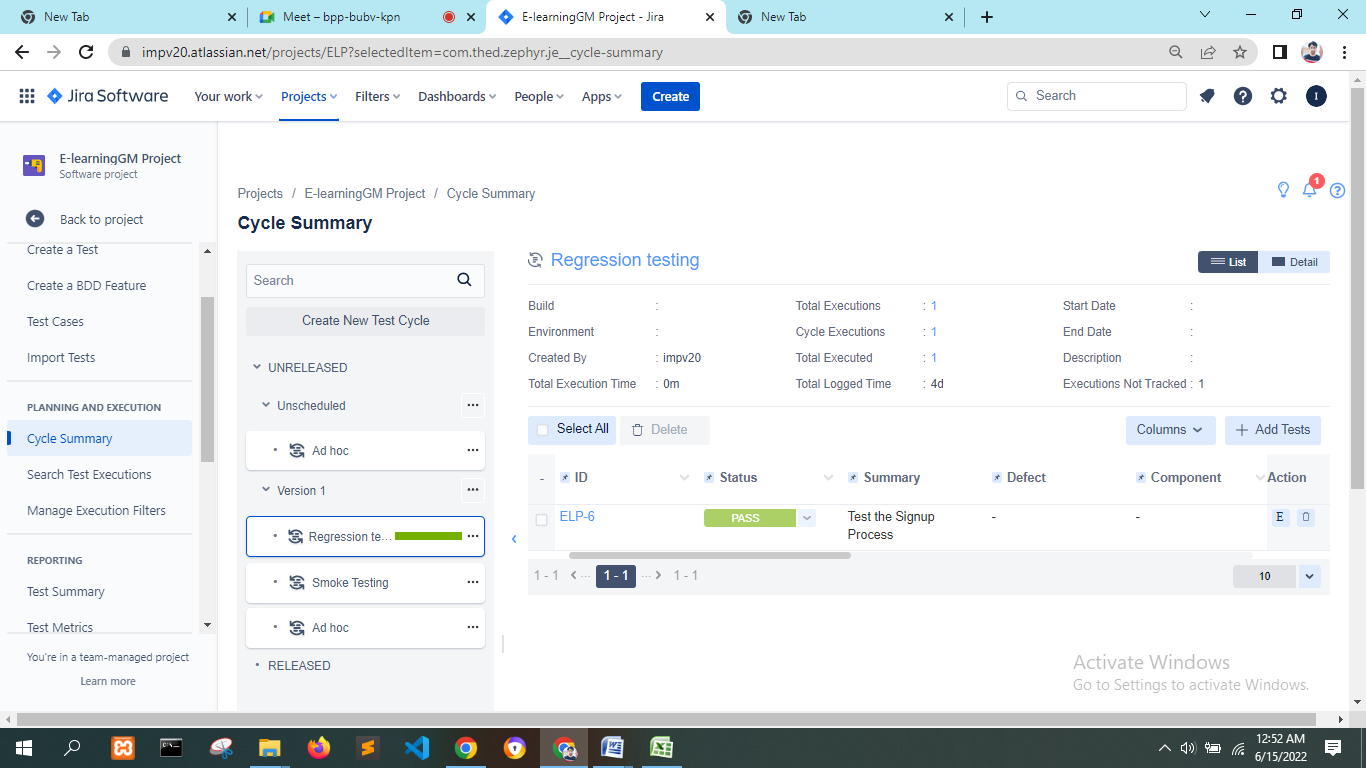 New Tab
Meet – bpp-bubv-kpn
E-learningGM Project - Jira
New Tab
impv20.atlassian.net/projects/ELP?selectedItem=com.thed.zephyr.je__cycle-summary
Jira Software
Your work
Projects
Filters
Dashboards
People
Apps
Create
Search
I
E-learningGM Project
Software project
Back to project
Create a Test
Create a BDD Feature
Test Cases
Import Tests
PLANNING AND EXECUTION
Cycle Summary
Search Test Executions
Manage Execution Filters
REPORTING
Test Summary
Test Metrics
You're in a team-managed project
Learn more
Projects / E-learningGM Project / Cycle Summary
1
Cycle Summary
Search
Create New Test Cycle
UNRELEASED
Unscheduled
Ad hoc
Version 1
Regression te...
Smoke Testing
Ad hoc
RELEASED
Regression testing
List
Detail
Build : Total Executions : 1 Start Date :
Environment : Cycle Executions : 1 End Date :
Created By : impv20 Total Executed : 1 Description :
Total Execution Time : 0m Total Logged Time : 4d Executions Not Tracked : 1
Select All
Delete
Columns
+ Add Tests
- ID Status Summary Defect Component Action
ELP-6 PASS Test the Signup - - E
Process
1 - 1 < ... 1 - 1 ... > 1 - 1
10
Activate Windows
Go to Settings to activate Windows.
12:52 AM
6/15/2022